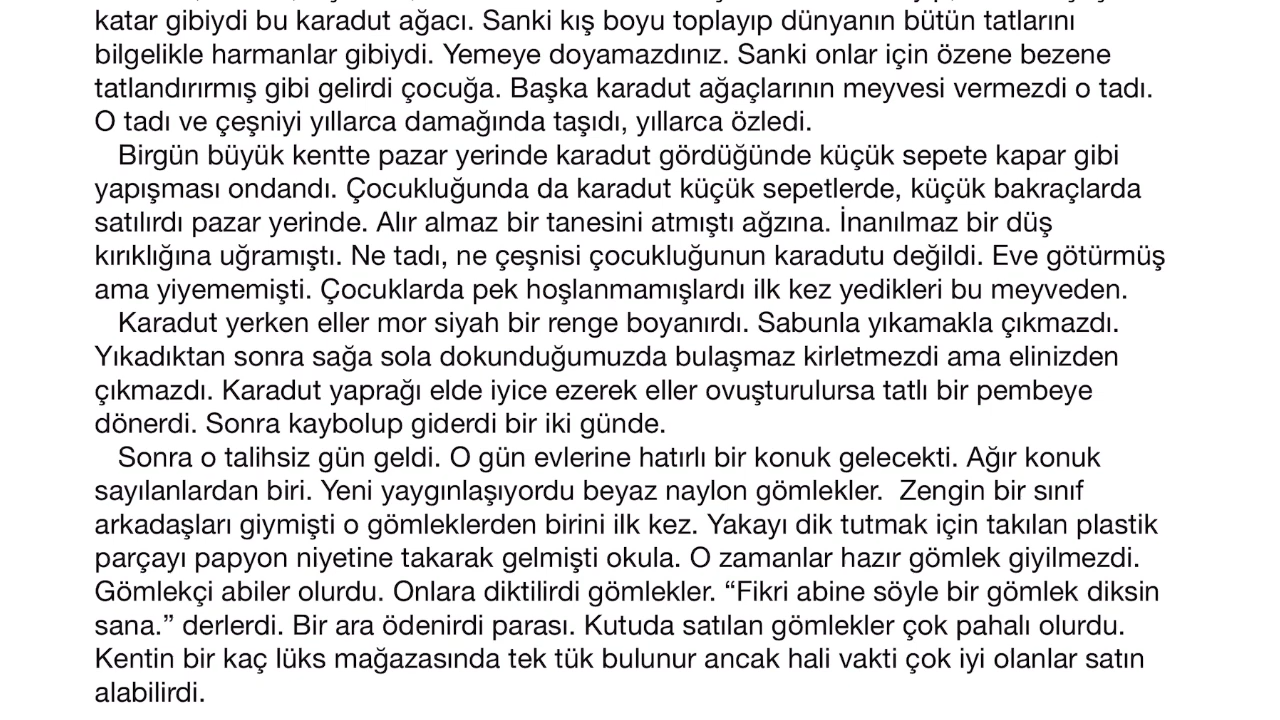 katar gibiydi bu karadut ağacı. Sanki kış boyu toplayıp dünyanın bütün tatlarını
bilgelikle harmanlar gibiydi. Yemeye doyamazdınız. Sanki onlar için özene bezene
tatlandırırmış gibi gelirdi çocuğa. Başka karadut ağaçlarının meyvesi vermezdi o tadı.
O tadı ve çeşniyi yıllarca damağında taşıdı, yıllarca özledi.
Birgün büyük kentte pazar yerinde karadut gördüğünde küçük sepete kapar gibi
yapışması ondandı. Çocukluğunda da karadut küçük sepetlerde, küçük bakraçlarda
satılırdı pazar yerinde. Alır almaz bir tanesini atmıştı ağzına. İnanılmaz bir düş
kırıklığına uğramıştı. Ne tadı, ne çeşnisi çocukluğunun karadutu değildi. Eve götürmüş
ama yiyememişti. Çocuklarda pek hoşlanmamışlardı ilk kez yedikleri bu meyveden.
Karadut yerken eller mor siyah bir renge boyanırdı. Sabunla yıkamakla çıkmazdı.
Yıkadıktan sonra sağa sola dokunduğumuzda bulaşmaz kirletmezdi ama elinizden
çıkmazdı. Karadut yaprağı elde iyice ezerek eller ovuşturulursa tatlı bir pembeye
dönerdi. Sonra kaybolup giderdi bir iki günde.
Sonra o talihsiz gün geldi. O gün evlerine hatırlı bir konuk gelecekti. Ağır konuk
sayılanlardan biri. Yeni yaygınlaşıyordu beyaz naylon gömlekler.  Zengin bir sınıf
arkadaşları giymişti o gömleklerden birini ilk kez. Yakayı dik tutmak için takılan plastik
parçayı papyon niyetine takarak gelmişti okula. O zamanlar hazır gömlek giyilmezdi.
Gömlekçi abiler olurdu. Onlara diktilirdi gömlekler. “Fikri abine söyle bir gömlek diksin
sana.” derlerdi. Bir ara ödenirdi parası. Kutuda satılan gömlekler çok pahalı olurdu.
Kentin bir kaç lüks mağazasında tek tük bulunur ancak hali vakti çok iyi olanlar satın
alabilirdi.